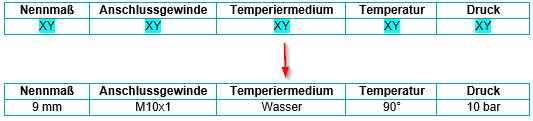 Nennmaß Anschlussgewinde Temperiermedium Temperatur Druck
XY XY XY XY XY
Nennmaß Anschlussgewinde Temperiermedium Temperatur Druck
9 mm M10x1 Wasser 90° 10 bar